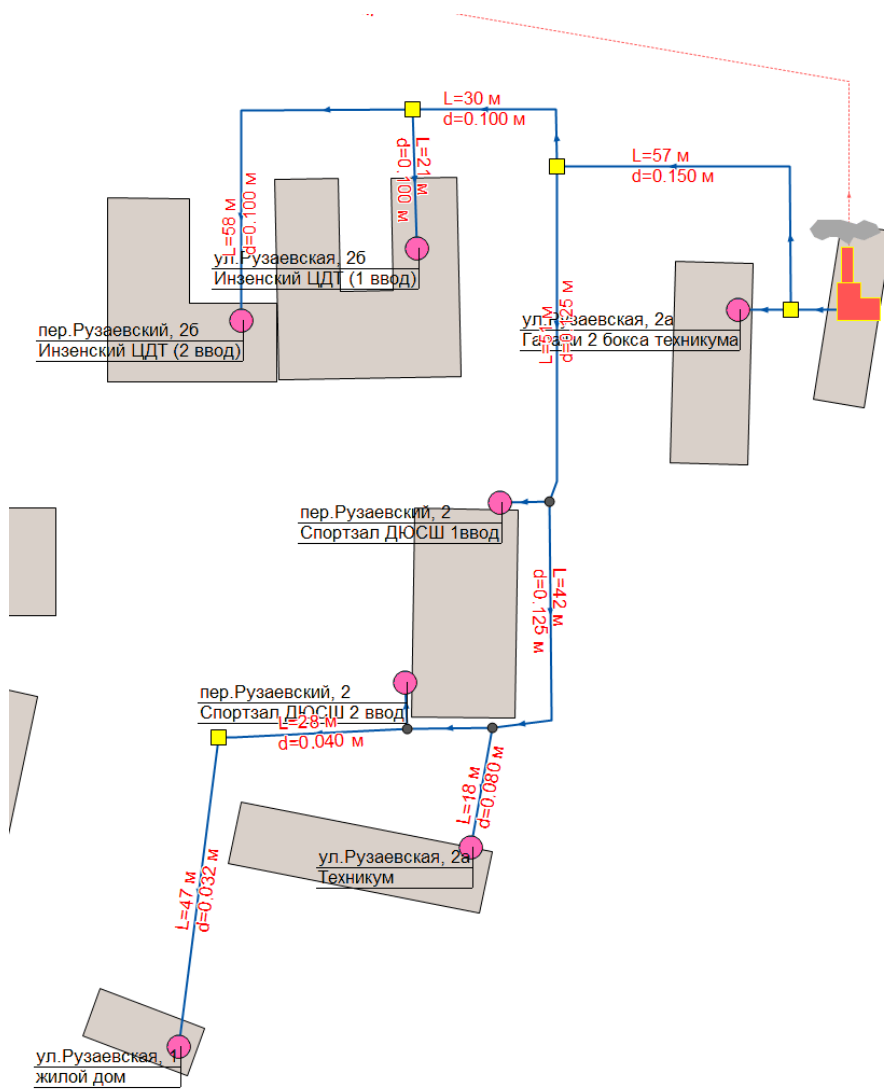 L=30 м
d=0.100 м
L=57 м
d=0.150 м
L=21 м
d=0.100 м
L=58 м
d=0.100 м
ул.Рузаевская, 2б
Инзенский ЦДТ (1 ввод)
пер.Рузаевский, 2б
Инзенский ЦДТ (2 ввод)
L=51 м
d=0.125 м
ул.Рузаевская, 2а
Гаражи 2 бокса техникума
пер.Рузаевский, 2
Спортзал ДЮСШ 1ввод
L=42 м
d=0.125 м
пер.Рузаевский, 2
Спортзал ДЮСШ 2 ввод
L=28 м
d=0.040 м
L=18 м
d=0.080 м
ул.Рузаевская, 2а
Техникум
L=47 м
d=0.032 м
ул.Рузаевская, 1
жилой дом